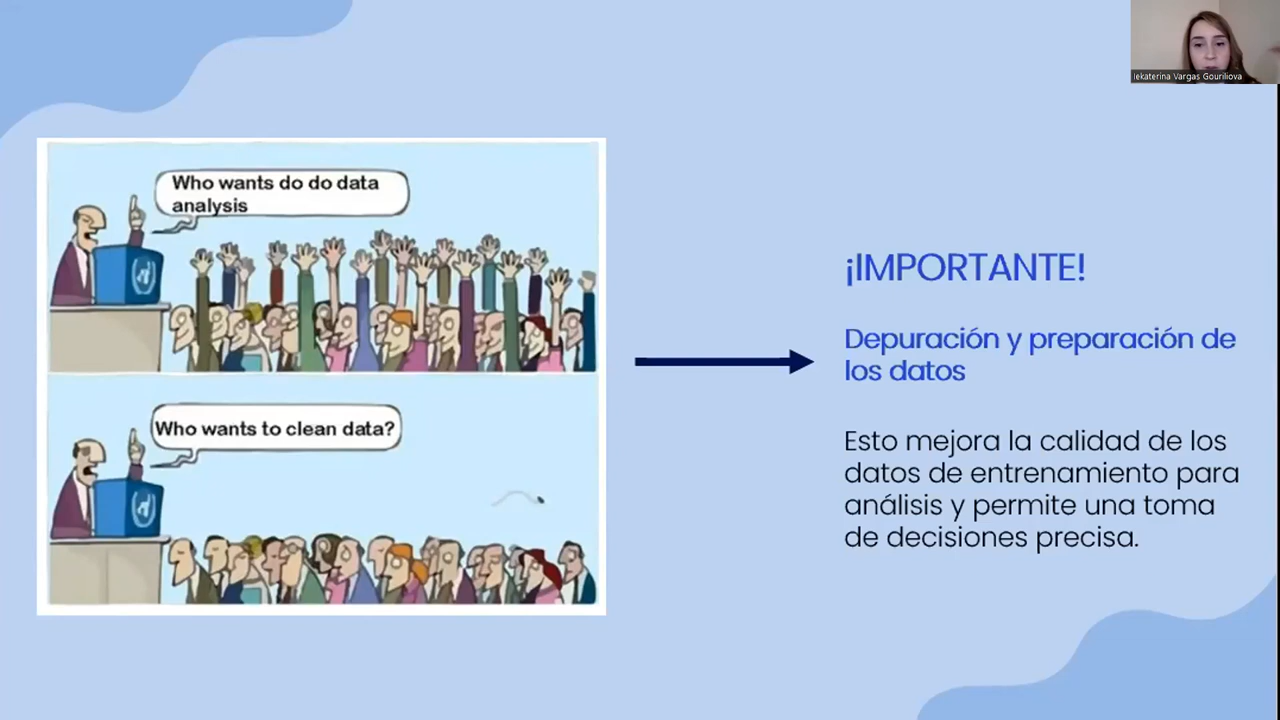 Iekaterina Vargas Gouriliova
Who wants do do data
analysis
Who wants to clean data?
¡IMPORTANTE!
Depuración y preparación de
los datos
Esto mejora la calidad de los
datos de entrenamiento para
análisis y permite una toma
de decisiones precisa.